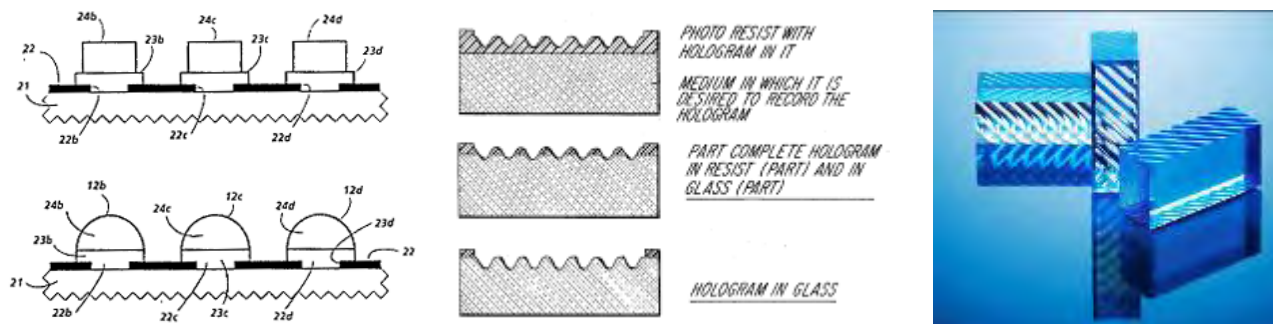 24b 24c 24d
22 23b 23c 23d
21
22b 22c 22d
12b 12c 12d
24b 24c 24d 23d
23b 22
21
22b 22c 23c 22d
PHOTO RESIST WITH
HOLOGRAM IN IT
MEDIUM IN WHICH IT IS
DESIRED TO RECORD THE
HOLOGRAM
PART COMPLETE HOLOGRAM
IN RESIST (PART) AND IN
GLASS (PART)
HOLOGRAM IN GLASS